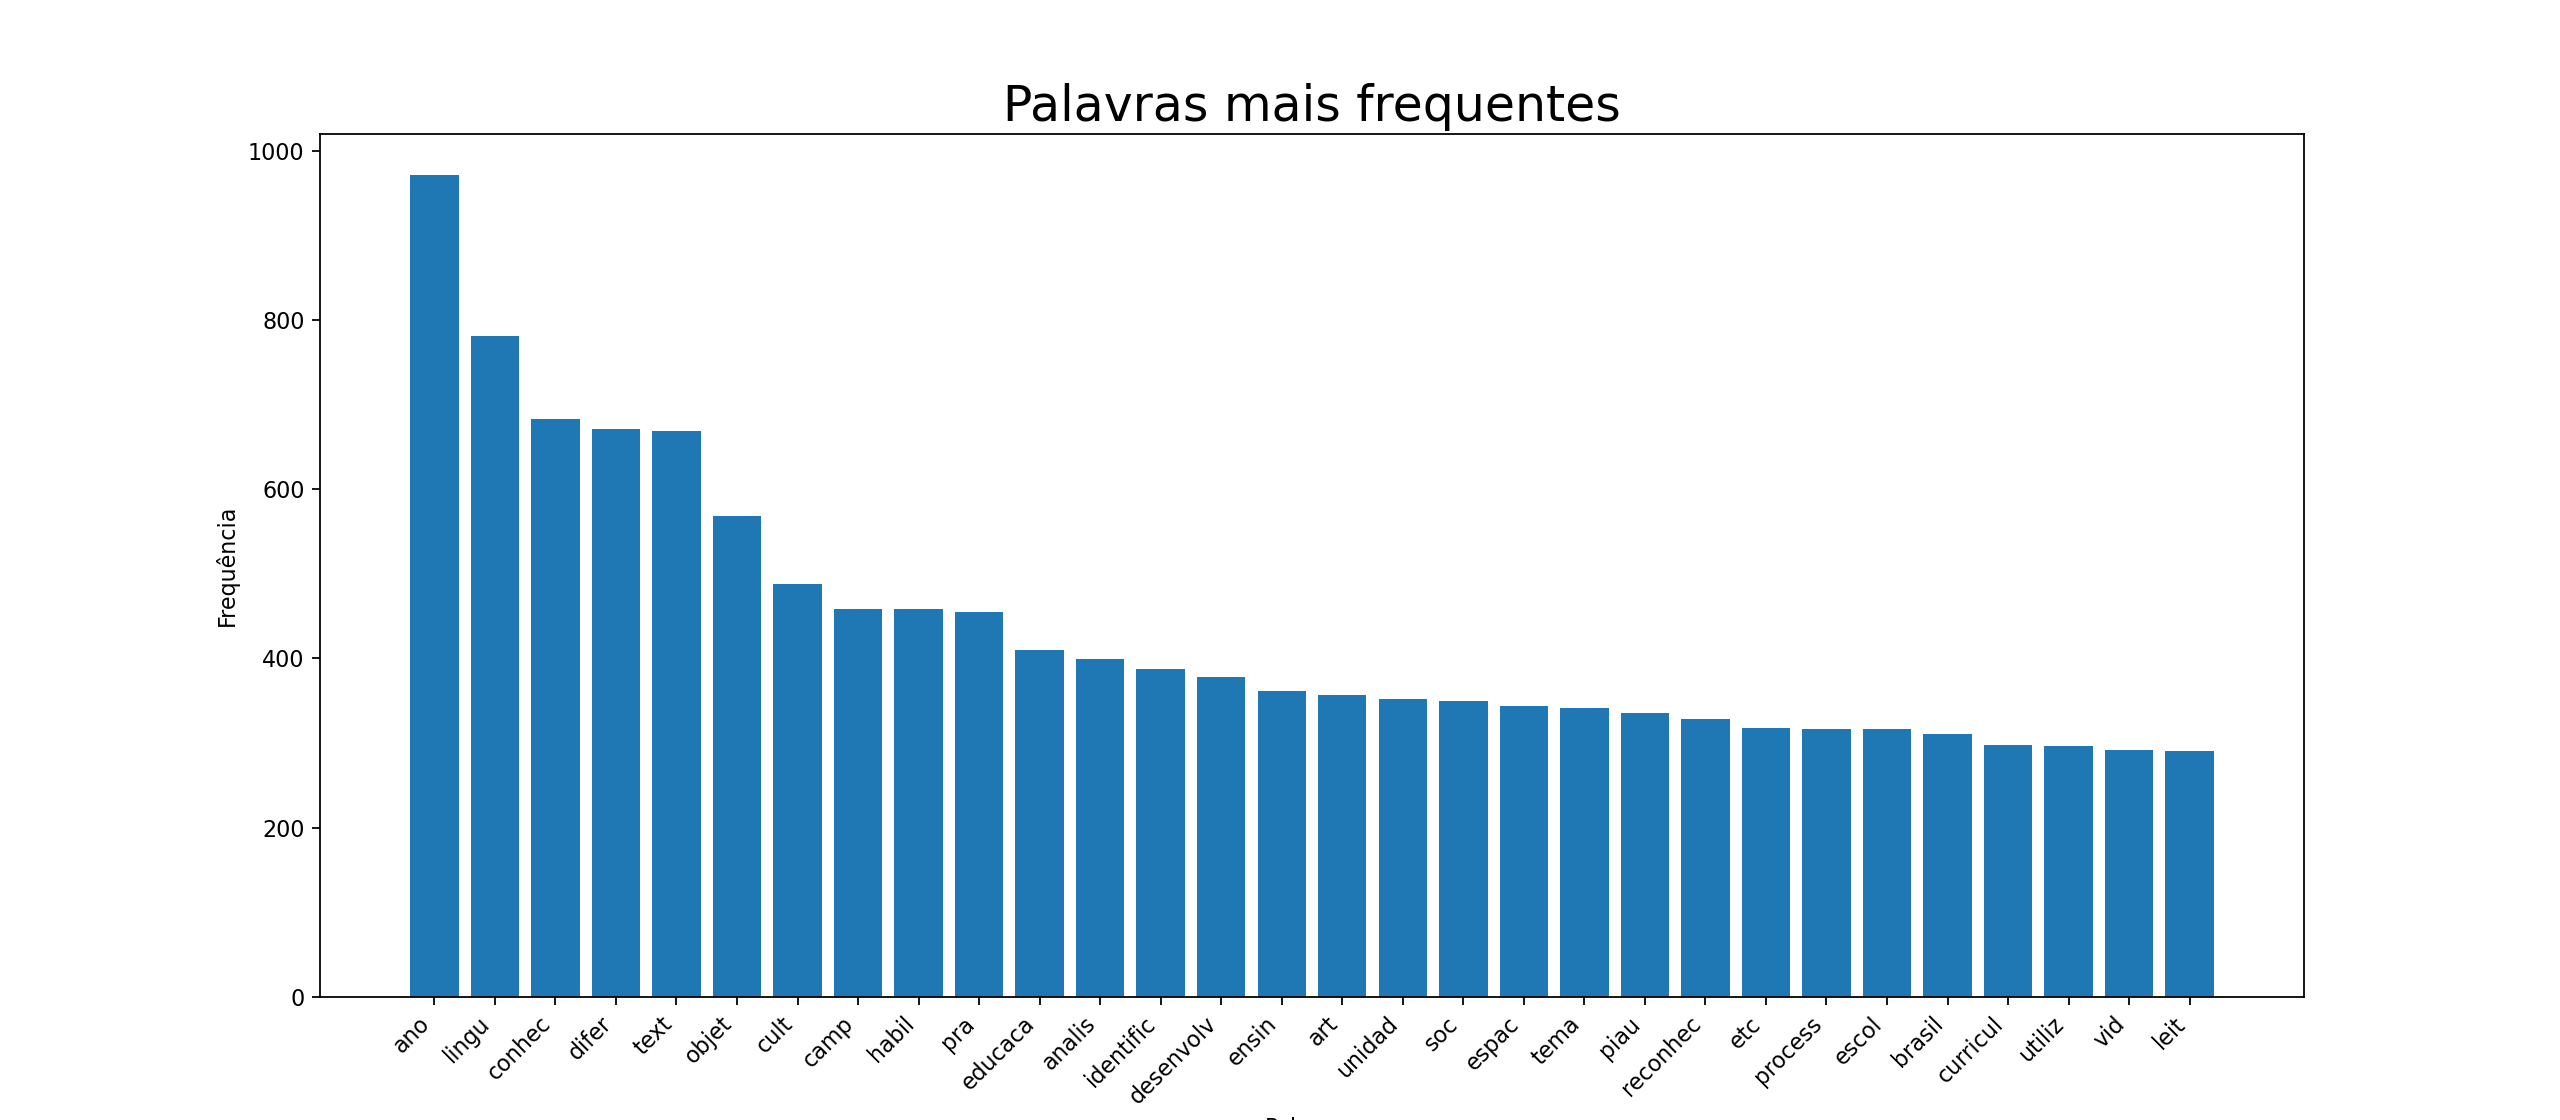 Palavras mais frequentes
1000
800
600
400
200
0
Frequência
ano
lingu
conhec
difer
text
objet
cult
camp
habil
pra
educaca
analis
identific
desenvolv
ensin
art
unidad
soc
espac
tema
piau
reconhec
etc
process
escol
brasil
curricul
utiliz
vid
leit